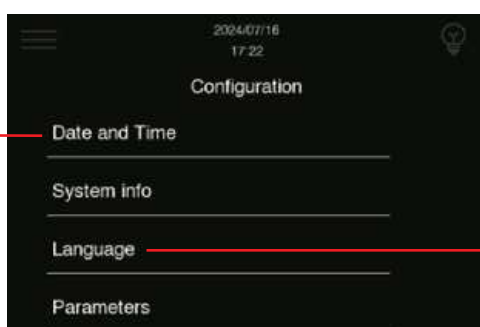 2024/07/16
17:22
Configuration
Date and Time
System info
Language
Parameters